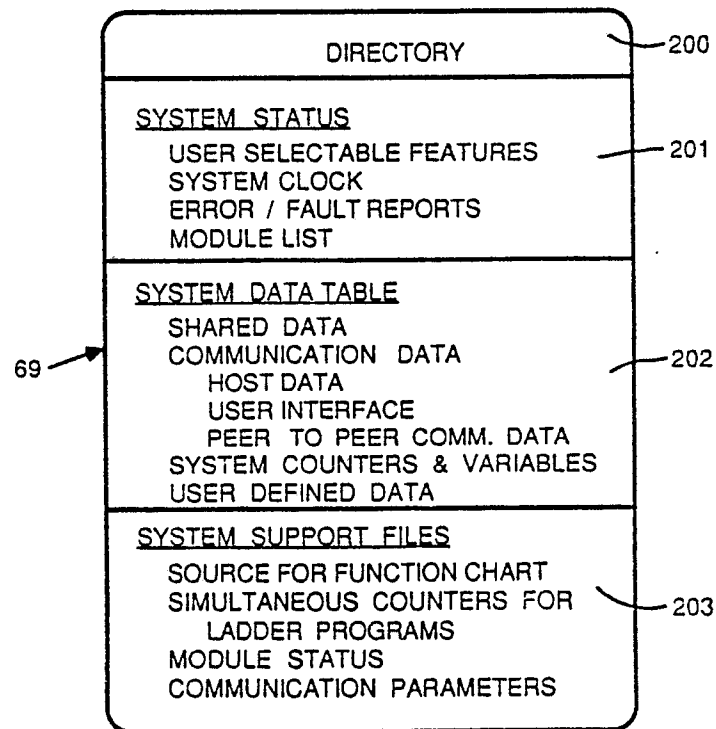 DIRECTORY
200
SYSTEM STATUS
USER SELECTABLE FEATURES
201
SYSTEM CLOCK
ERROR / FAULT REPORTS
MODULE LIST
SYSTEM DATA TABLE
SHARED DATA
69
COMMUNICATION DATA
202
HOST DATA
USER INTERFACE
PEER TO PEER COMM. DATA
SYSTEM COUNTERS & VARIABLES
USER DEFINED DATA
SYSTEM SUPPORT FILES
SOURCE FOR FUNCTION CHART
SIMULTANEOUS COUNTERS FOR
203
LADDER PROGRAMS
MODULE STATUS
COMMUNICATION PARAMETERS